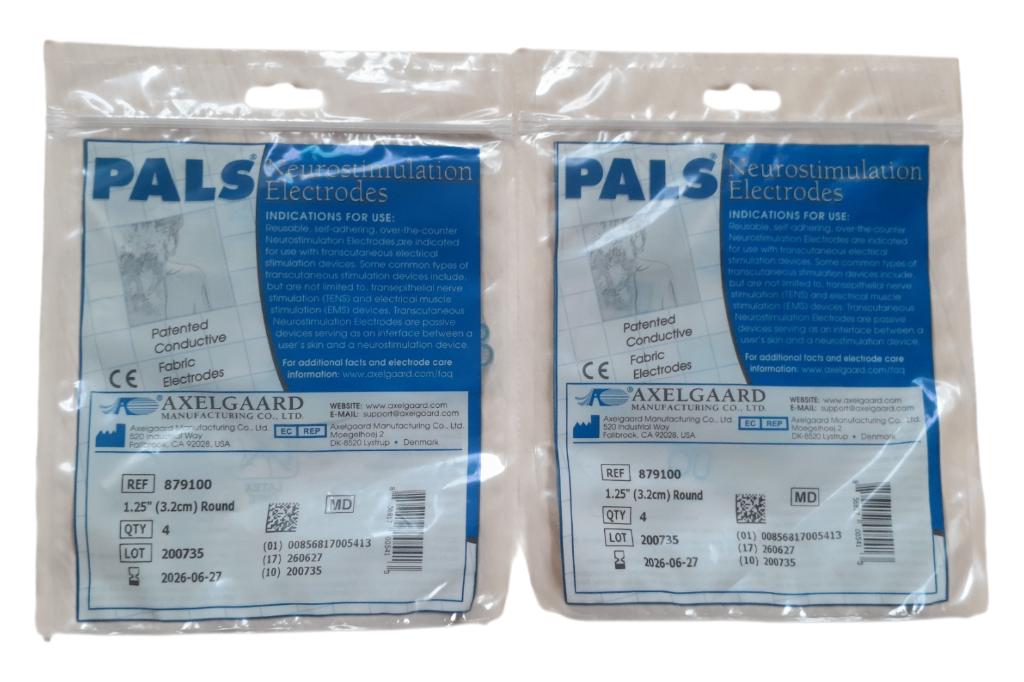 PALS®
Neurostimulation
Electrodes
INDICATIONS FOR USE:
Reusable, self-adhering, over-the-counter
Neurostimulation Electrodes are indicated
for use with transcutaneous electrical
stimulation devices. Some common types of
transcutaneous stimulation devices include,
but are not limited to, transepithelial nerve
stimulation (TENS) and electrical muscle
stimulation (EMS) devices. Transcutaneous
Neurostimulation Electrodes are passive
devices serving as an interface between a
user's skin and a neurostimulation device.
For additional facts and electrode care
information: www.axelgaard.com/faq
Patented
Conductive
Fabric
Electrodes
CE
AXELGAARD
MANUFACTURING CO., LTD.
WEBSITE: www.axelgaard.com
E-MAIL: support@axelgaard.com
Axelgaard Manufacturing Co., Ltd.
520 Industrial Way
Fallbrook, CA 92028, USA
EC REP
Axelgaard Manufacturing Co., Ltd.
Moegelhoej 2
DK-8520 Lystrup • Denmark
REF 879100
1.25" (3.2cm) Round
QTY 4
LOT 200735
2026-06-27
MD
(01) 00856817005413
(17) 260627
(10) 200735
PALS®
Neurostimulation
Electrodes
INDICATIONS FOR USE:
Reusable, self-adhering, over-the-counter
Neurostimulation Electrodes are indicated
for use with transcutaneous electrical
stimulation devices. Some common types of
transcutaneous stimulation devices include,
but are not limited to, transepithelial nerve
stimulation (TENS) and electrical muscle
stimulation (EMS) devices. Transcutaneous
Neurostimulation Electrodes are passive
devices serving as an interface between a
user's skin and a neurostimulation device.
For additional facts and electrode care
information: www.axelgaard.com/faq
Patented
Conductive
Fabric
Electrodes
CE
AXELGAARD
MANUFACTURING CO., LTD.
WEBSITE: www.axelgaard.com
E-MAIL: support@axelgaard.com
Axelgaard Manufacturing Co., Ltd.
520 Industrial Way
Fallbrook, CA 92028, USA
EC REP
Axelgaard Manufacturing Co., Ltd.
Moegelhoej 2
DK-8520 Lystrup • Denmark
REF 879100
1.25" (3.2cm) Round
QTY 4
LOT 200735
2026-06-27
MD
(01) 00856817005413
(17) 260627
(10) 200735